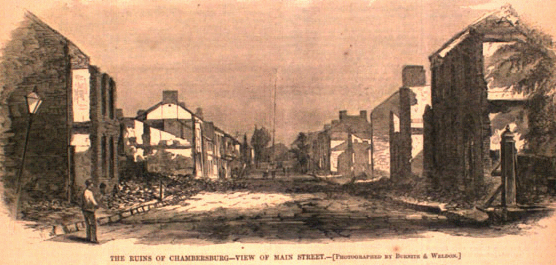 THE RUINS OF CHAMBERSBURG—VIEW OF MAIN STREET.—[PHOTOGRAPHED BY BURNITE & WELDON.]